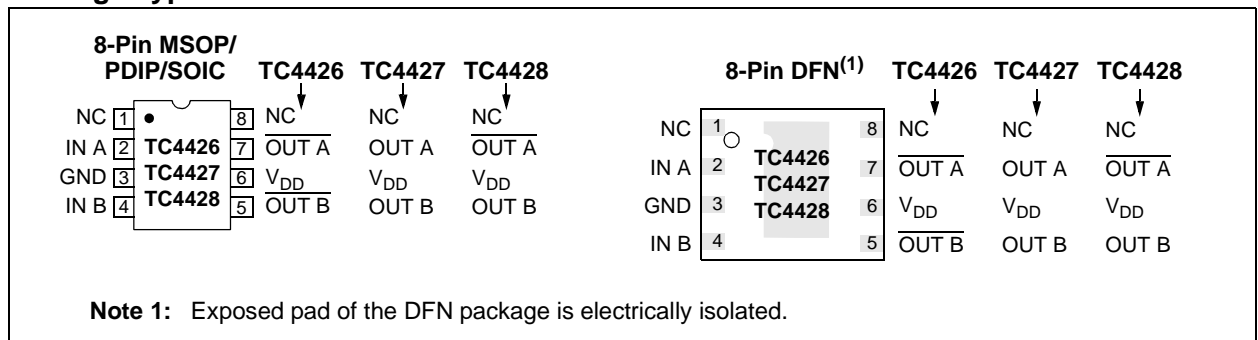 8-Pin MSOP/
PDIP/SOIC TC4426 TC4427 TC4428
NC 1 8 NC NC NC
IN A 2 TC4426 7 OUT A OUT A OUT A
GND 3 TC4427 6 VDD VDD VDD
IN B 4 TC4428 5 OUT B OUT B OUT B
8-Pin DFN(1) TC4426 TC4427 TC4428
NC 1 8 NC NC NC
IN A 2 TC4426 7 OUT A OUT A OUT A
TC4427
GND 3 TC4428 6 VDD VDD VDD
IN B 4 5 OUT B OUT B OUT B
Note 1: Exposed pad of the DFN package is electrically isolated.